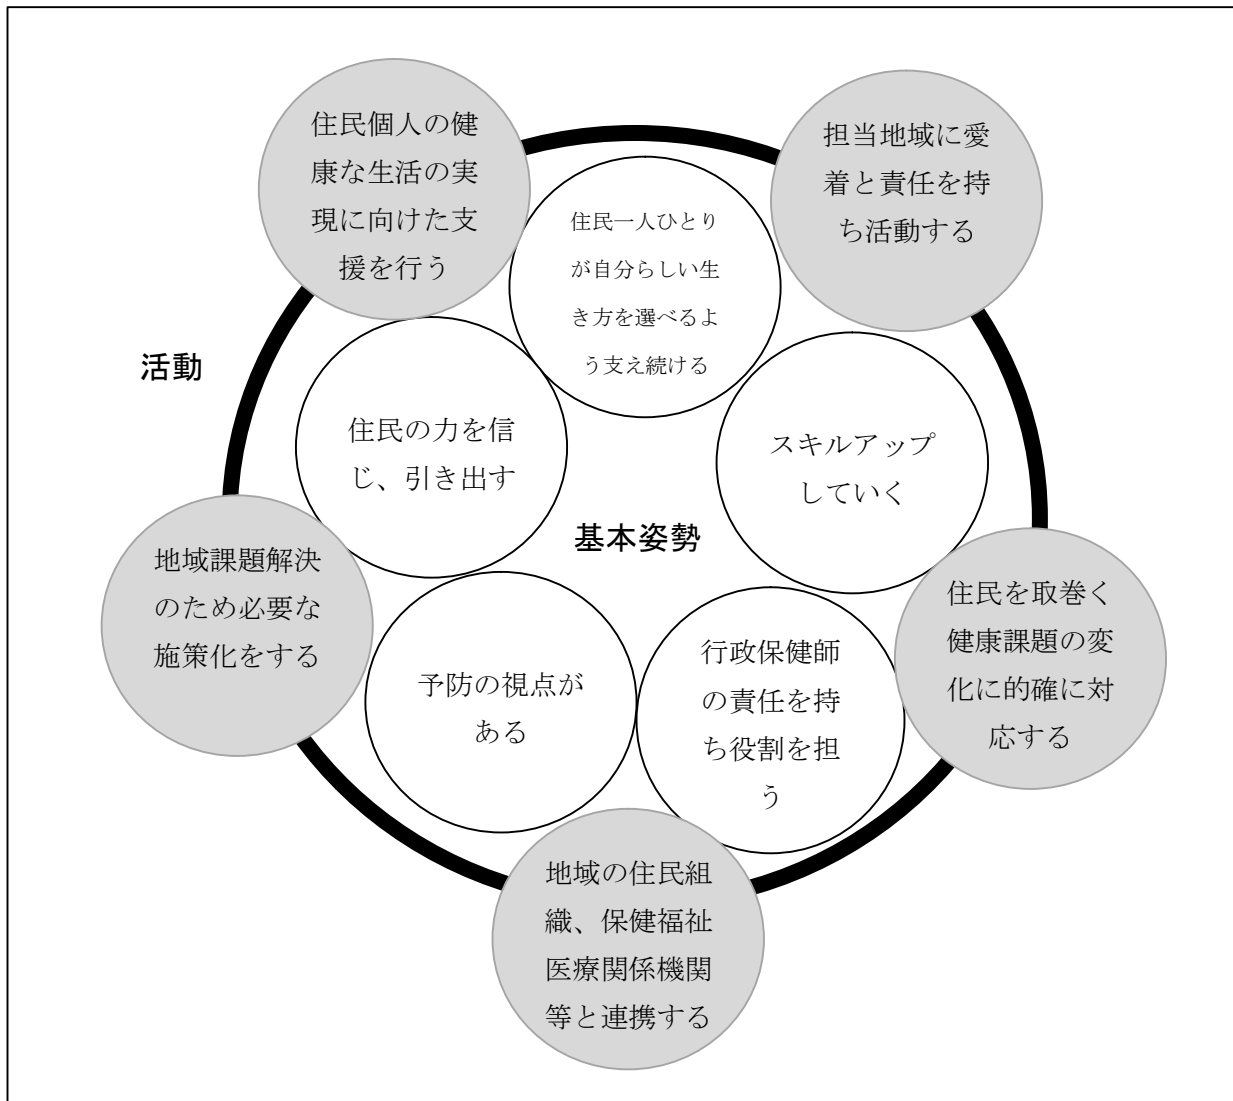 住民個人の健
康な生活の実
現に向けた支
援を行う
担当地域に愛
着と責任を持
ち活動する
住民一人ひとり
が自分らしい生
き方を選べるよ
う支え続ける
活動
住民の力を信
じ、引き出す
スキルアップ
していく
基本姿勢
地域課題解決
のため必要な
施策化をする
住民を取巻く
健康課題の変
化に的確に対
応する
予防の視点が
ある
行政保健師
の責任を持
ち役割を担
う
地域の住民組
織、保健福祉
医療関係機関
等と連携する